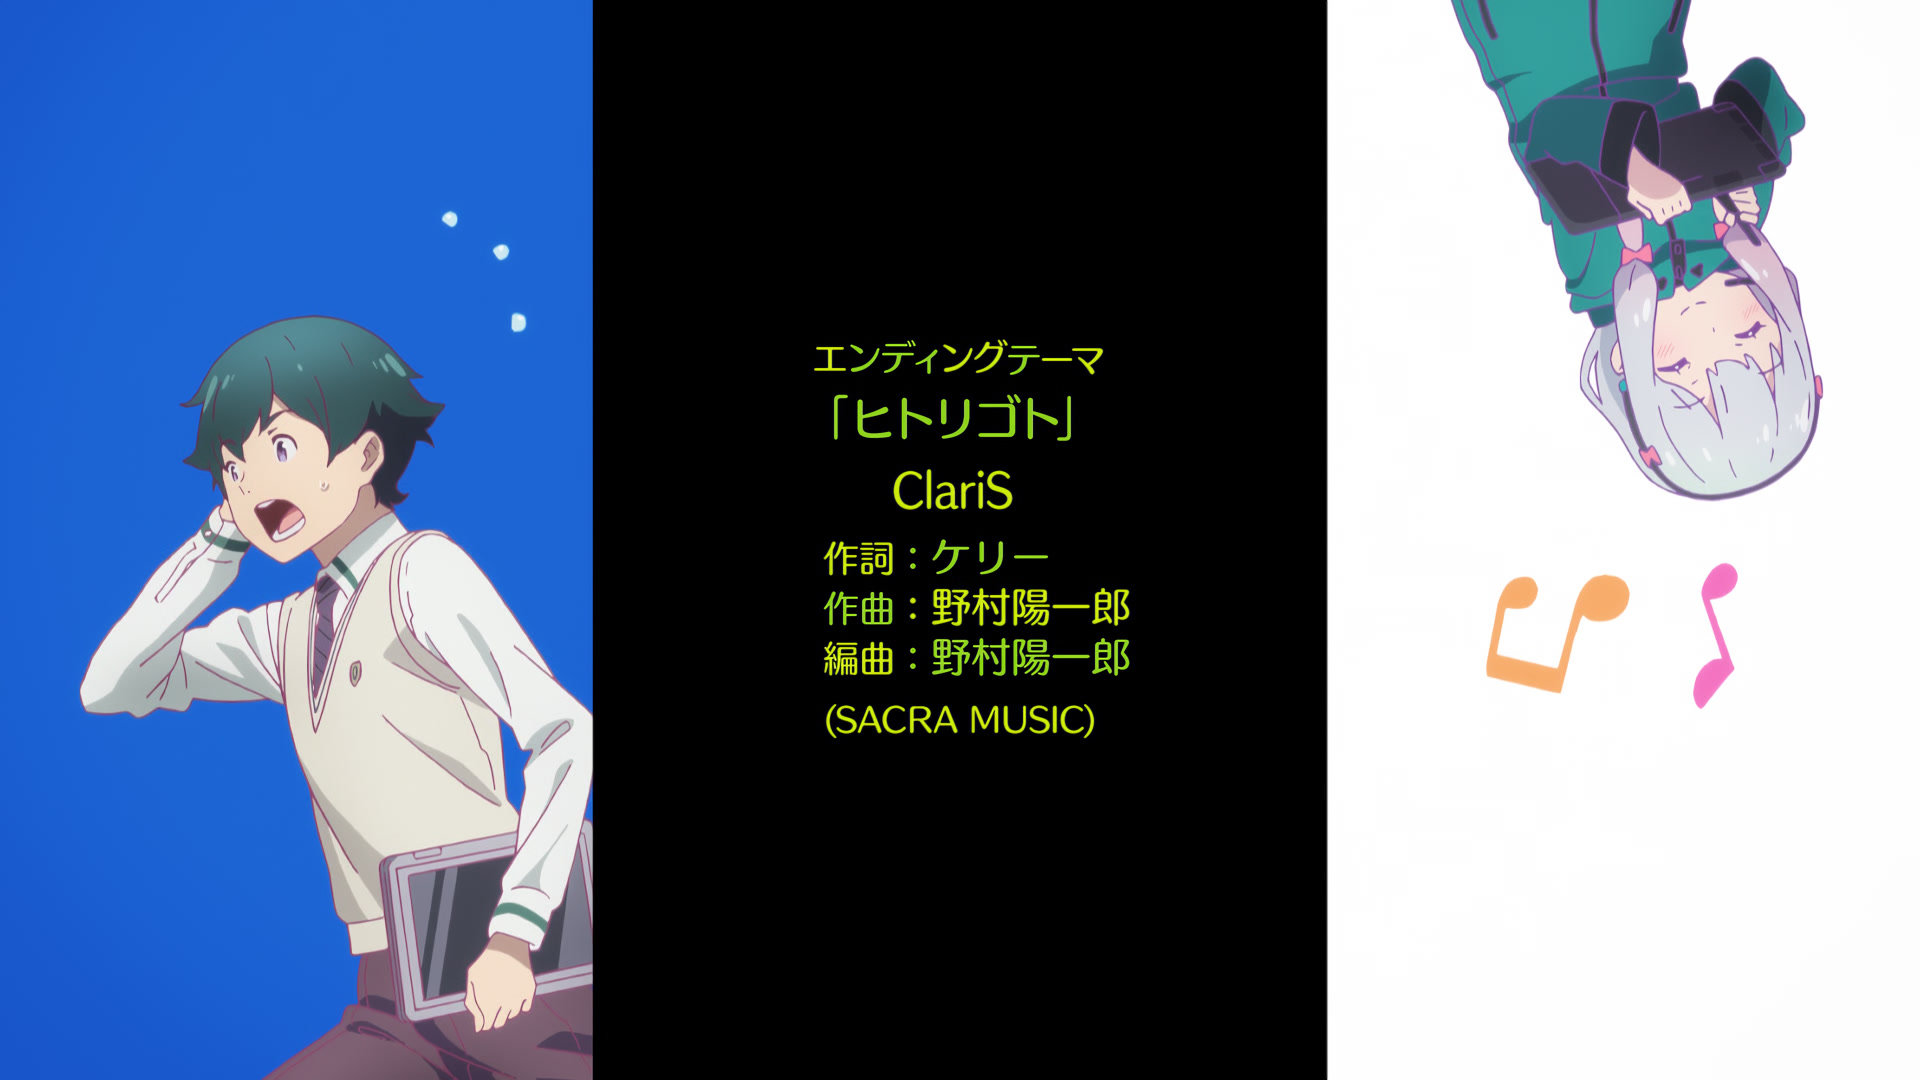 エンディングテーマ
「ヒトリゴト」
ClariS
作詞：ケリー
作曲：野村陽一郎
編曲：野村陽一郎
(SACRA MUSIC)